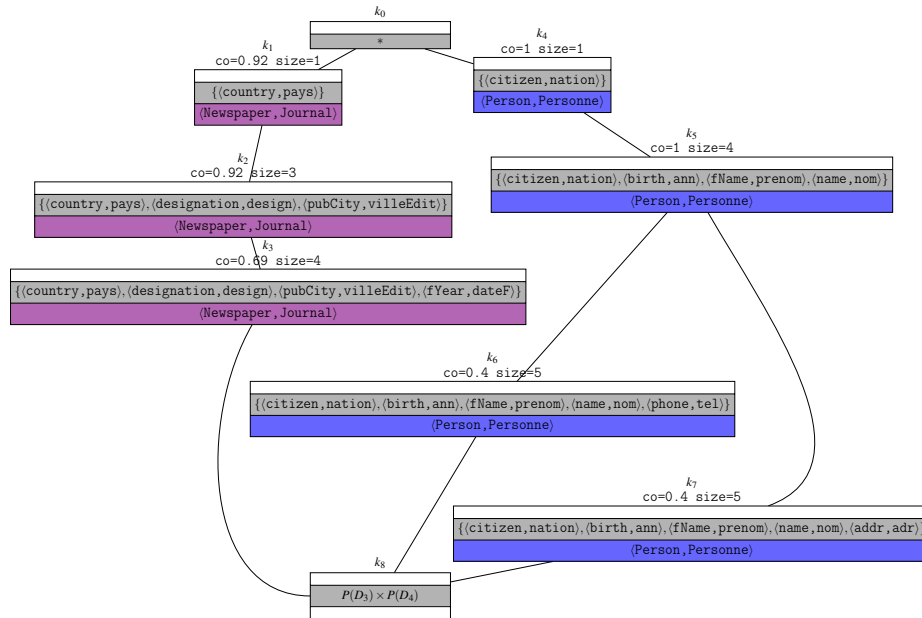 k0
*
k1
co=0.92 size=1
{⟨country,pays⟩}
⟨Newspaper,Journal⟩
k4
co=1 size=1
{⟨citizen,nation⟩}
⟨Person,Personne⟩
k2
co=0.92 size=3
{⟨country,pays⟩,⟨designation,design⟩,⟨pubCity,villeEdit⟩}
⟨Newspaper,Journal⟩
k5
co=1 size=4
{⟨citizen,nation⟩,⟨birth,ann⟩,⟨fName,prenom⟩,⟨name,nom⟩}
⟨Person,Personne⟩
k3
co=0.69 size=4
{⟨country,pays⟩,⟨designation,design⟩,⟨pubCity,villeEdit⟩,⟨fYear,dateF⟩}
⟨Newspaper,Journal⟩
k6
co=0.4 size=5
{⟨citizen,nation⟩,⟨birth,ann⟩,⟨fName,prenom⟩,⟨name,nom⟩,⟨phone,tel⟩}
⟨Person,Personne⟩
k7
co=0.4 size=5
{⟨citizen,nation⟩,⟨birth,ann⟩,⟨fName,prenom⟩,⟨name,nom⟩,⟨addr,adr⟩}
⟨Person,Personne⟩
k8
P(D3)×P(D4)